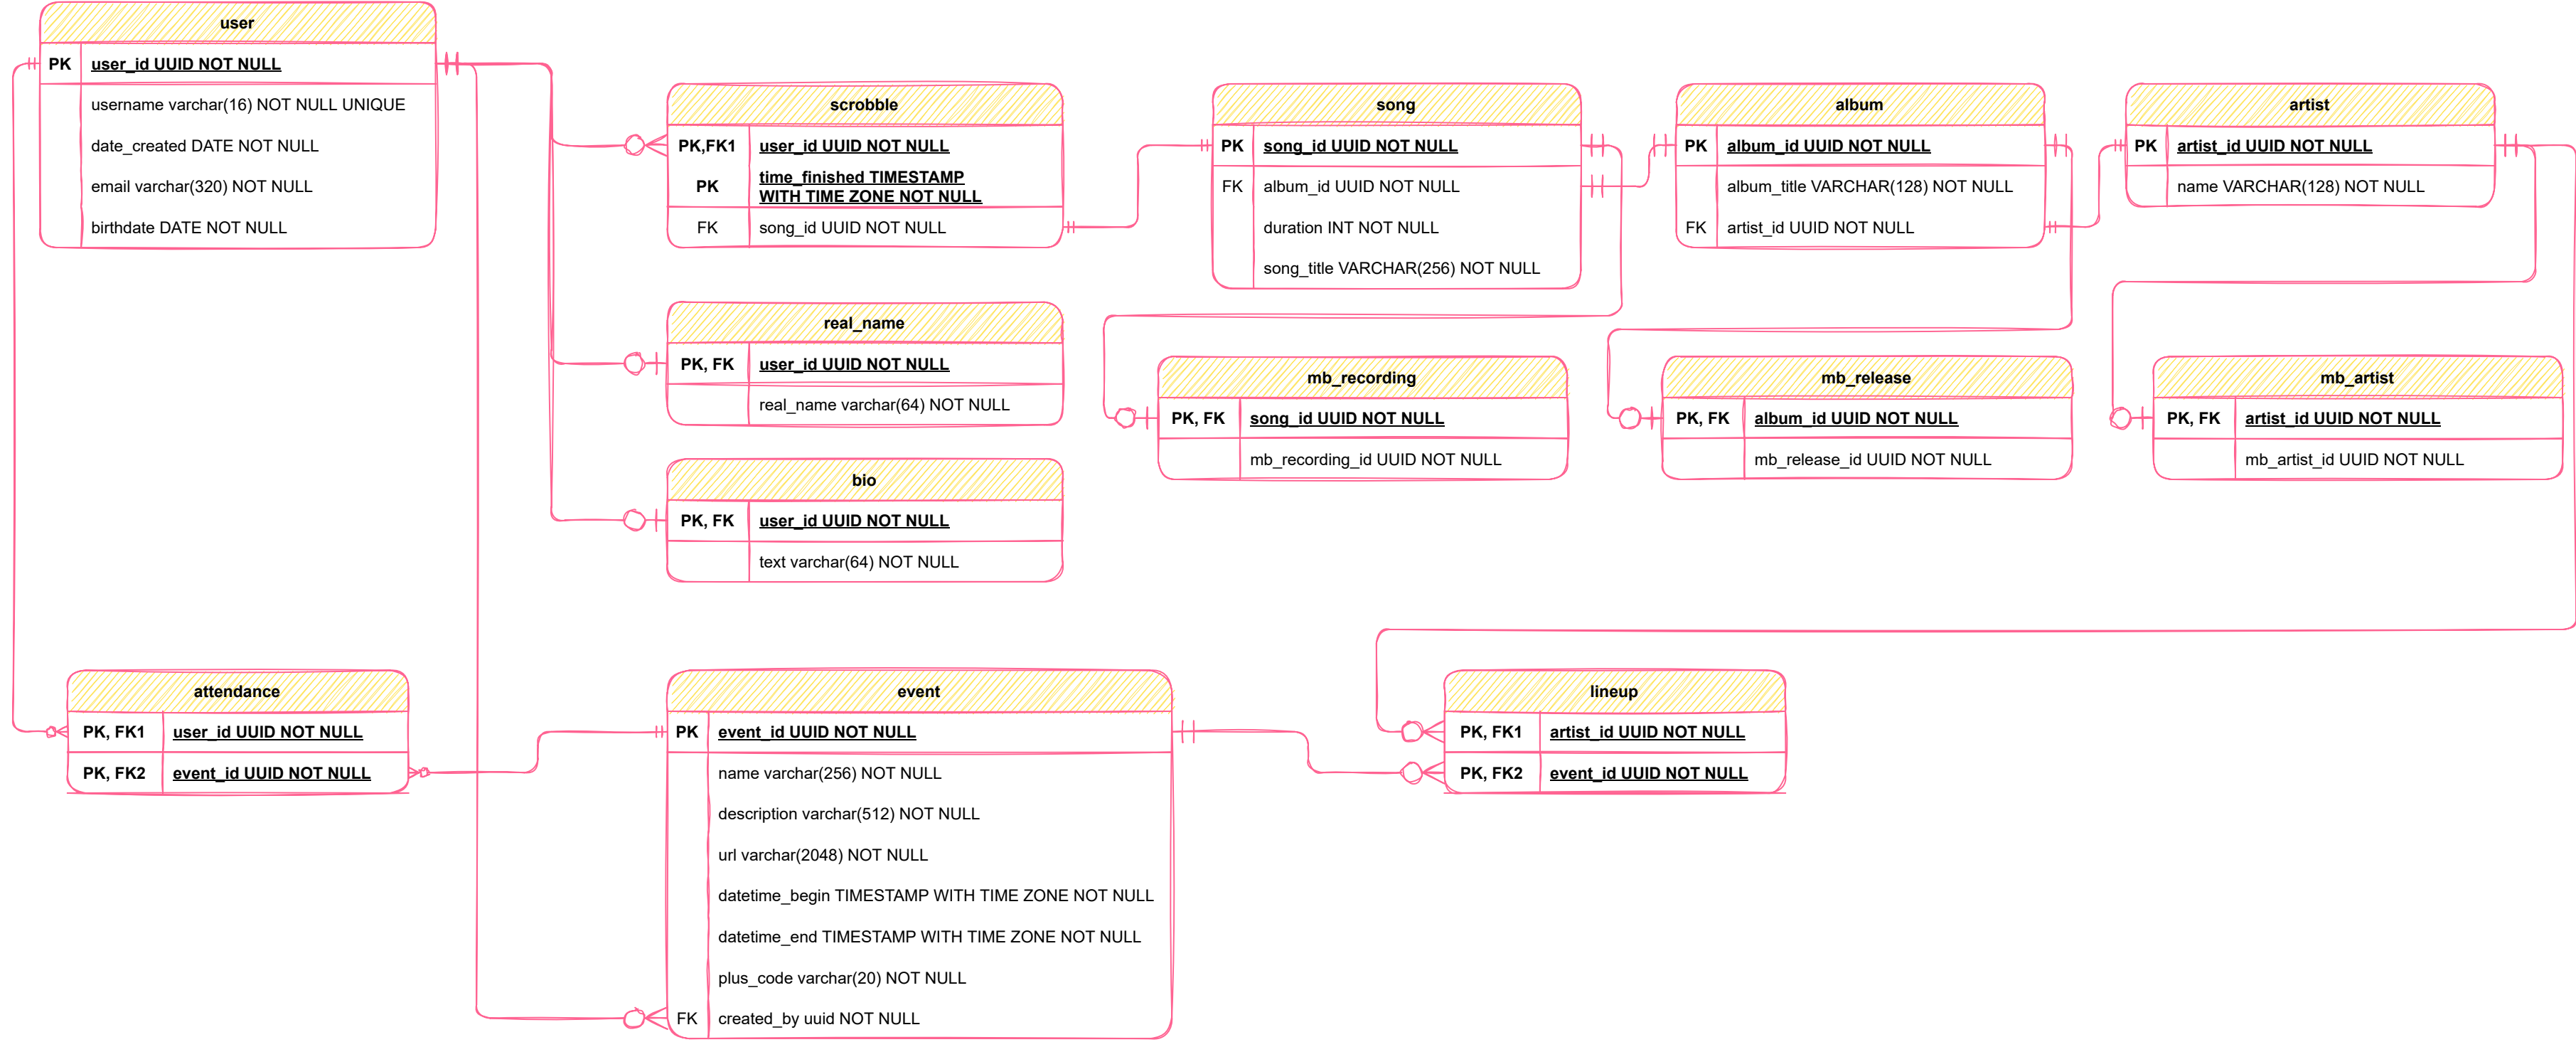 user
PK user_id UUID NOT NULL
username varchar(16) NOT NULL UNIQUE
date_created DATE NOT NULL
email varchar(320) NOT NULL
birthdate DATE NOT NULL
scrobble
PK,FK1 user_id UUID NOT NULL
PK time_finished TIMESTAMP
WITH TIME ZONE NOT NULL
FK song_id UUID NOT NULL
song
PK song_id UUID NOT NULL
FK album_id UUID NOT NULL
duration INT NOT NULL
song_title VARCHAR(256) NOT NULL
album
PK album_id UUID NOT NULL
album_title VARCHAR(128) NOT NULL
FK artist_id UUID NOT NULL
artist
PK artist_id UUID NOT NULL
name VARCHAR(128) NOT NULL
real_name
PK, FK user_id UUID NOT NULL
real_name varchar(64) NOT NULL
mb_recording
PK, FK song_id UUID NOT NULL
mb_recording_id UUID NOT NULL
mb_release
PK, FK album_id UUID NOT NULL
mb_release_id UUID NOT NULL
mb_artist
PK, FK artist_id UUID NOT NULL
mb_artist_id UUID NOT NULL
bio
PK, FK user_id UUID NOT NULL
text varchar(64) NOT NULL
attendance
PK, FK1 user_id UUID NOT NULL
PK, FK2 event_id UUID NOT NULL
event
PK event_id UUID NOT NULL
name varchar(256) NOT NULL
description varchar(512) NOT NULL
url varchar(2048) NOT NULL
datetime_begin TIMESTAMP WITH TIME ZONE NOT NULL
datetime_end TIMESTAMP WITH TIME ZONE NOT NULL
plus_code varchar(20) NOT NULL
FK created_by uuid NOT NULL
lineup
PK, FK1 artist_id UUID NOT NULL
PK, FK2 event_id UUID NOT NULL